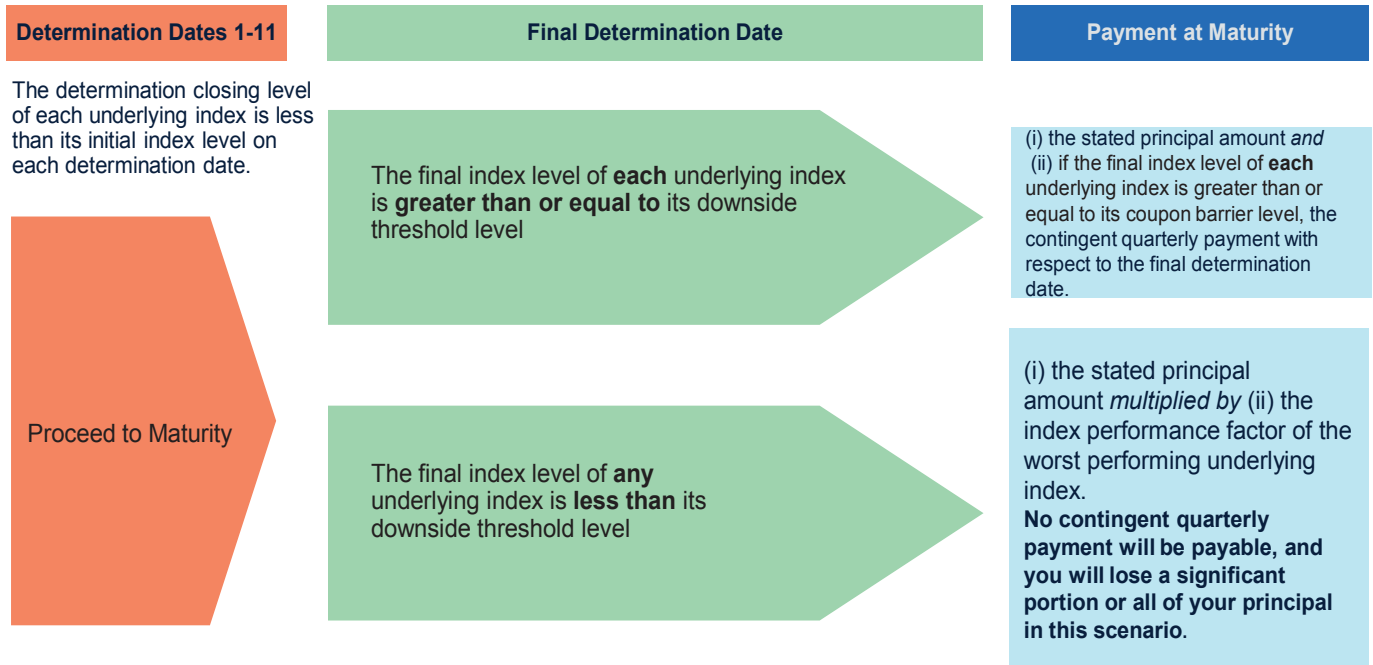 Determination Dates 1-11
Final Determination Date
Payment at Maturity
The determination closing level
of each underlying index is less
than its initial index level on
each determination date.
Proceed to Maturity
The final index level of each underlying index
is greater than or equal to its downside
threshold level
(i) the stated principal amount and
(ii) if the final index level of each
underlying index is greater than or
equal to its coupon barrier level, the
contingent quarterly payment with
respect to the final determination
date.
The final index level of any
underlying index is less than its
downside threshold level
(i) the stated principal
amount multiplied by (ii) the
index performance factor of the
worst performing underlying
index.
No contingent quarterly
payment will be payable, and
you will lose a significant
portion or all of your principal
in this scenario.